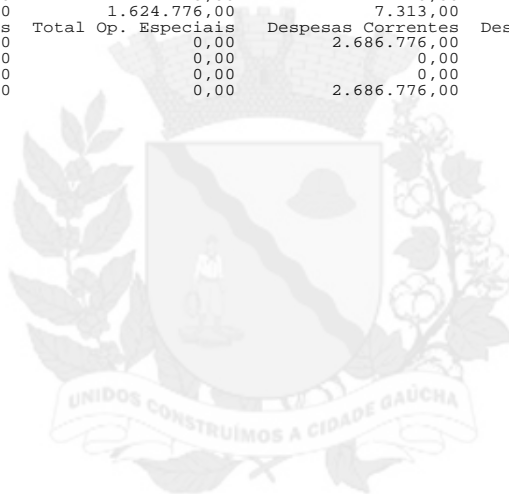 0 1.624.776,00 7.313,00
s Total Op. Especiais Despesas Correntes Des
0 0,00 2.686.776,00
0 0,00 0,00
0 0,00 0,00
0 0,00 2.686.776,00
UNIDOS CONSTRUÍMOS A CIDADE GAÚCHA